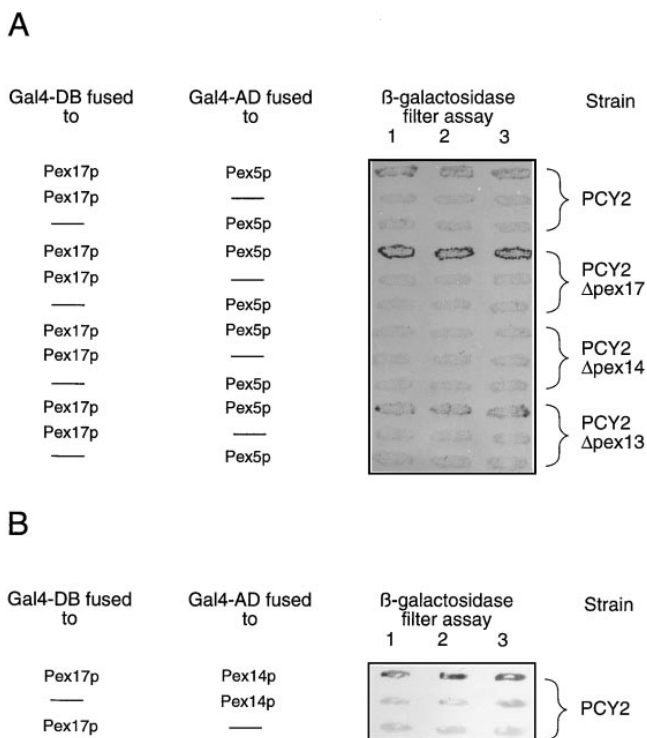 A
Gal4-DB fused to
Gal4-AD fused to
ß-galactosidase filter assay
Strain
1 2 3
Pex17p Pex5p
Pex17p —
— Pex5p
PCY2
Pex17p Pex5p
Pex17p —
— Pex5p
PCY2 Δpex17
Pex17p Pex5p
Pex17p —
— Pex5p
PCY2 Δpex14
Pex17p Pex5p
Pex17p —
— Pex5p
PCY2 Δpex13
B
Gal4-DB fused to
Gal4-AD fused to
ß-galactosidase filter assay
Strain
1 2 3
Pex17p Pex14p
— Pex14p
Pex17p —
PCY2